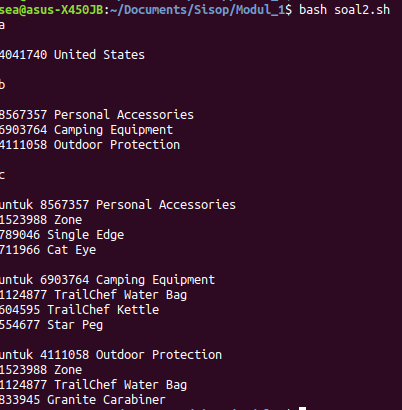 sea@asus-X450JB:~/Documents/Sisop/Modul_1$ bash soal2.sh
a
4041740 United States
b
8567357 Personal Accessories
6903764 Camping Equipment
4111058 Outdoor Protection
c
untuk 8567357 Personal Accessories
1523988 Zone
789046 Single Edge
711966 Cat Eye
untuk 6903764 Camping Equipment
1124877 TrailChef Water Bag
604595 TrailChef Kettle
554677 Star Peg
untuk 4111058 Outdoor Protection
1523988 Zone
1124877 TrailChef Water Bag
833945 Granite Carabiner